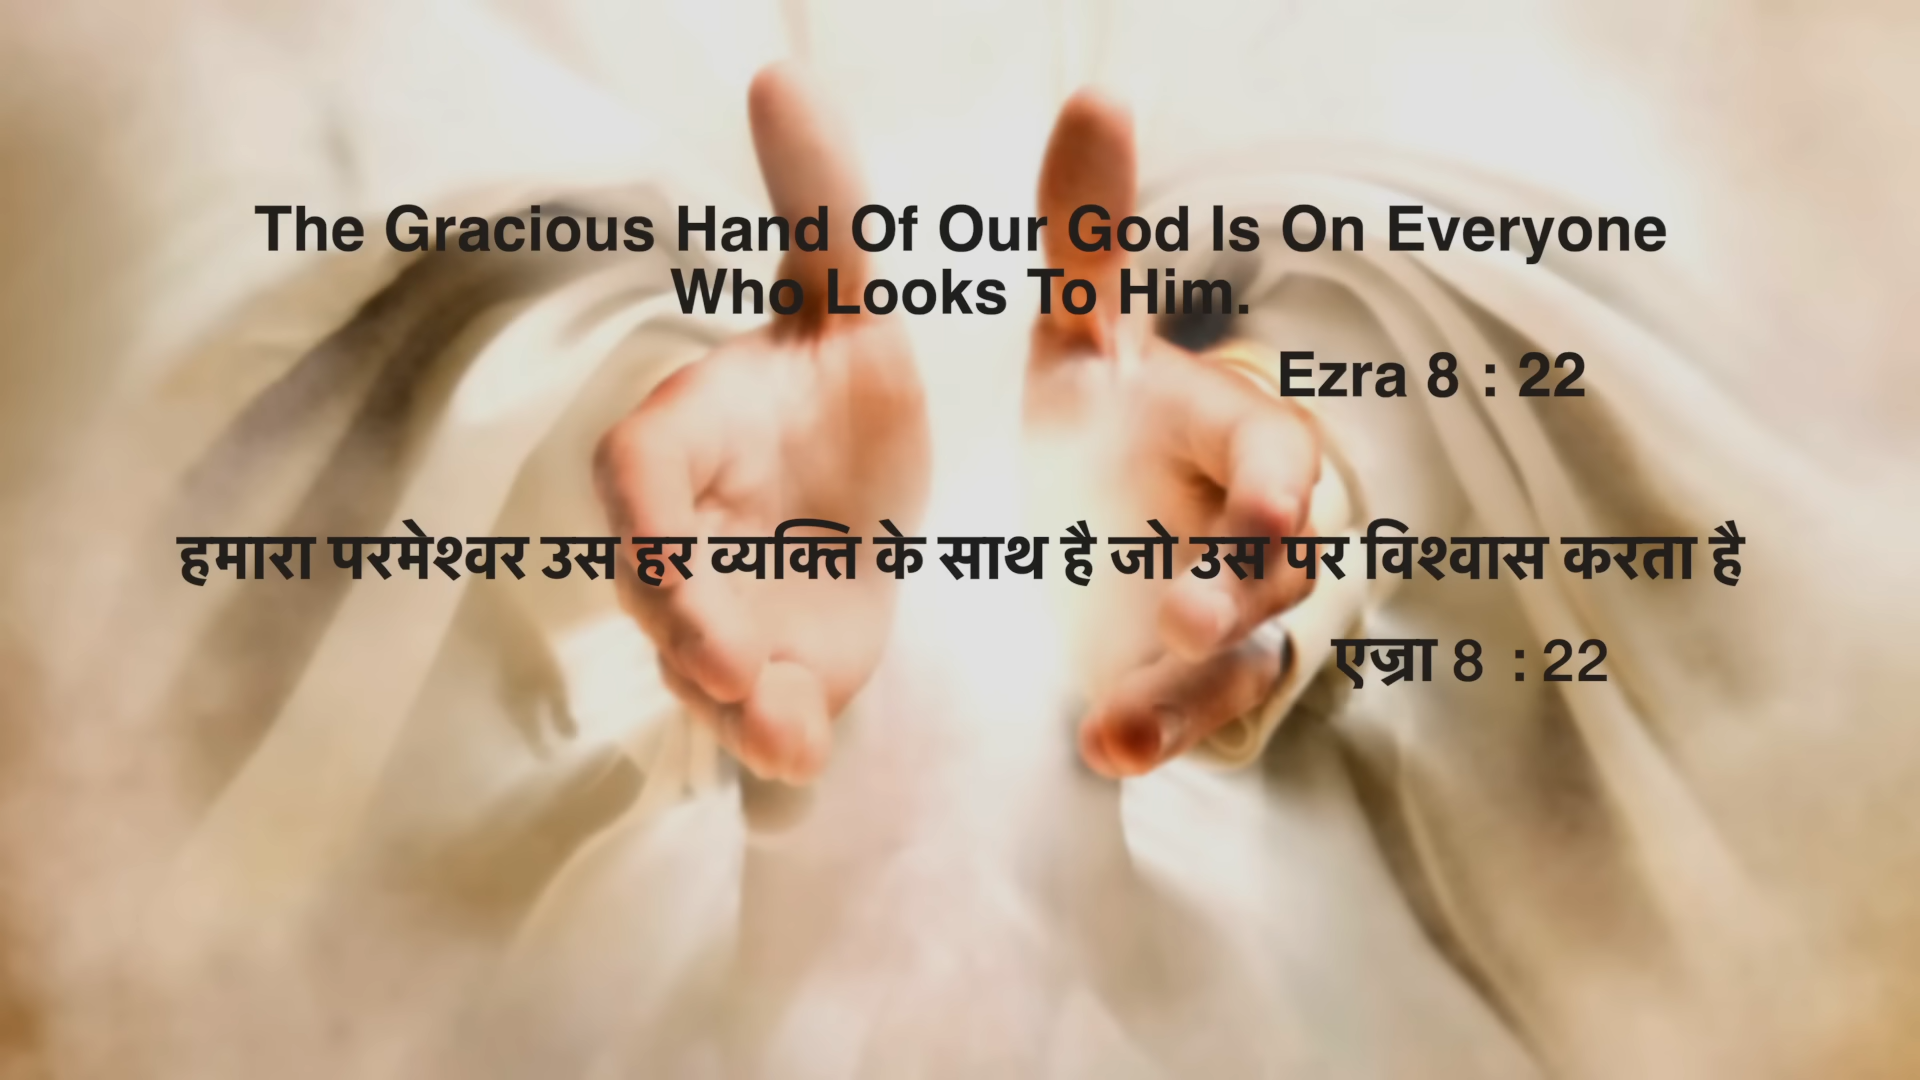 The Gracious Hand Of Our God Is On Everyone
Who Looks To Him.
Ezra 8 : 22
हमारा परमेश्वर उस हर व्यक्ति के साथ है जो उस पर विश्वास करता है
एज्रा 8 : 22